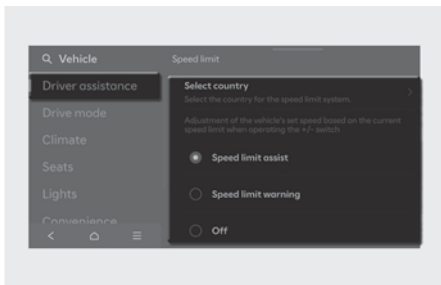 Vehicle
Speed limit
Driver assistance
Select country
Select the country for the speed limit system.
Drive mode
Adjustment of the vehicle's set speed based on the current
speed limit when operating the +/- switch
Climate
Speed limit assist
Seats
Lights
Speed limit warning
Convenience
Off